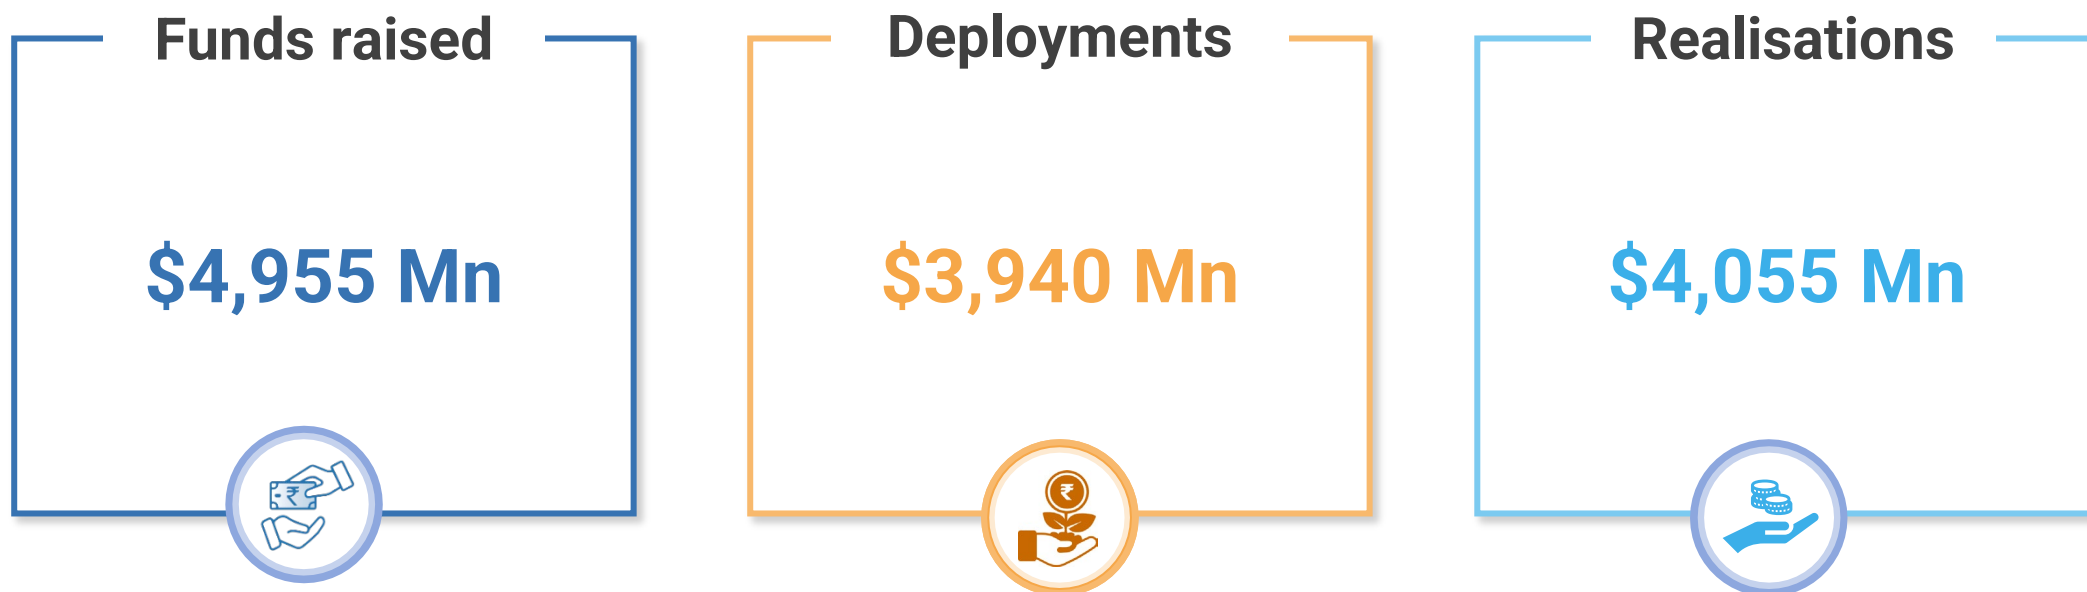 Funds raised
$4,955 Mn
₹
Deployments
$3,940 Mn
₹
Realisations
$4,055 Mn